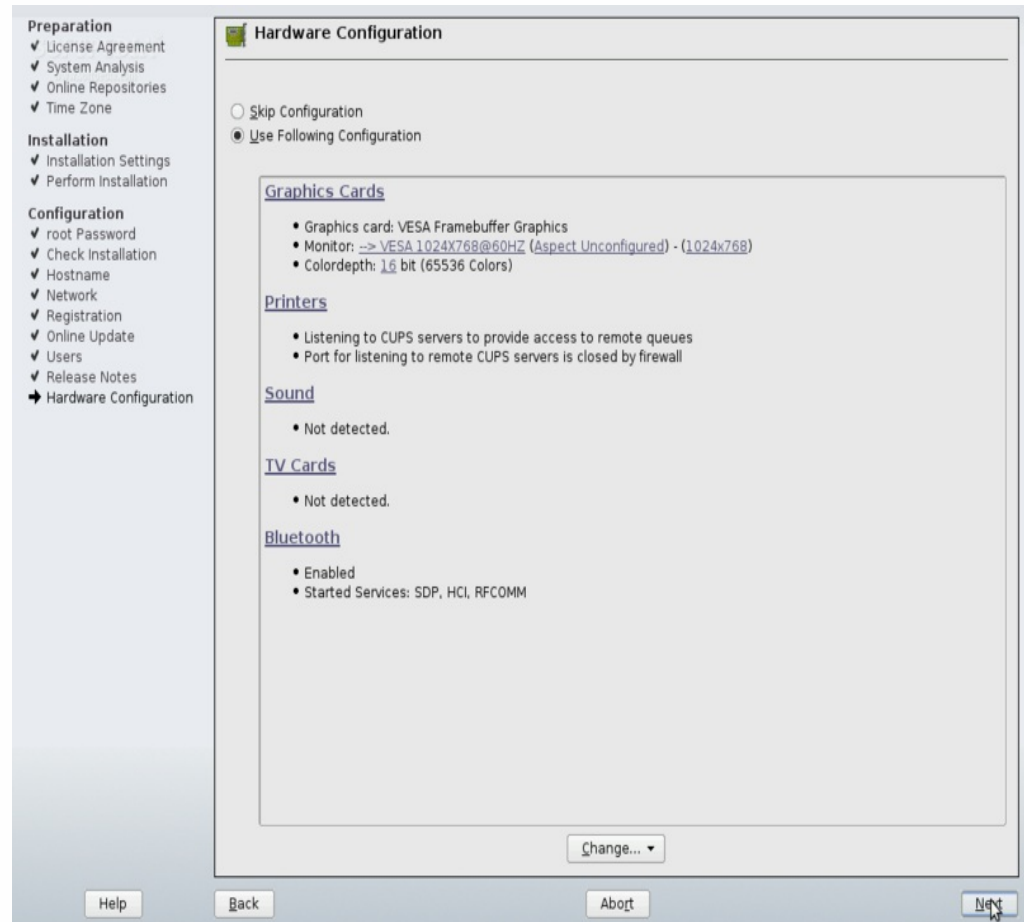 Preparation
License Agreement
System Analysis
Online Repositories
Time Zone
Installation
Installation Settings
Perform Installation
Configuration
root Password
Check Installation
Hostname
Network
Registration
Online Update
Users
Release Notes
Hardware Configuration
Hardware Configuration
Skip Configuration
Use Following Configuration
Graphics Cards
• Graphics card: VESA Framebuffer Graphics
• Monitor: --> VESA 1024X768@60HZ (Aspect Unconfigured) - (1024x768)
• Colordepth: 16 bit (65536 Colors)
Printers
• Listening to CUPS servers to provide access to remote queues
• Port for listening to remote CUPS servers is closed by firewall
Sound
• Not detected.
TV Cards
• Not detected.
Bluetooth
• Enabled
• Started Services: SDP, HCI, RFCOMM
Change...
Help
Back
Abort
Next